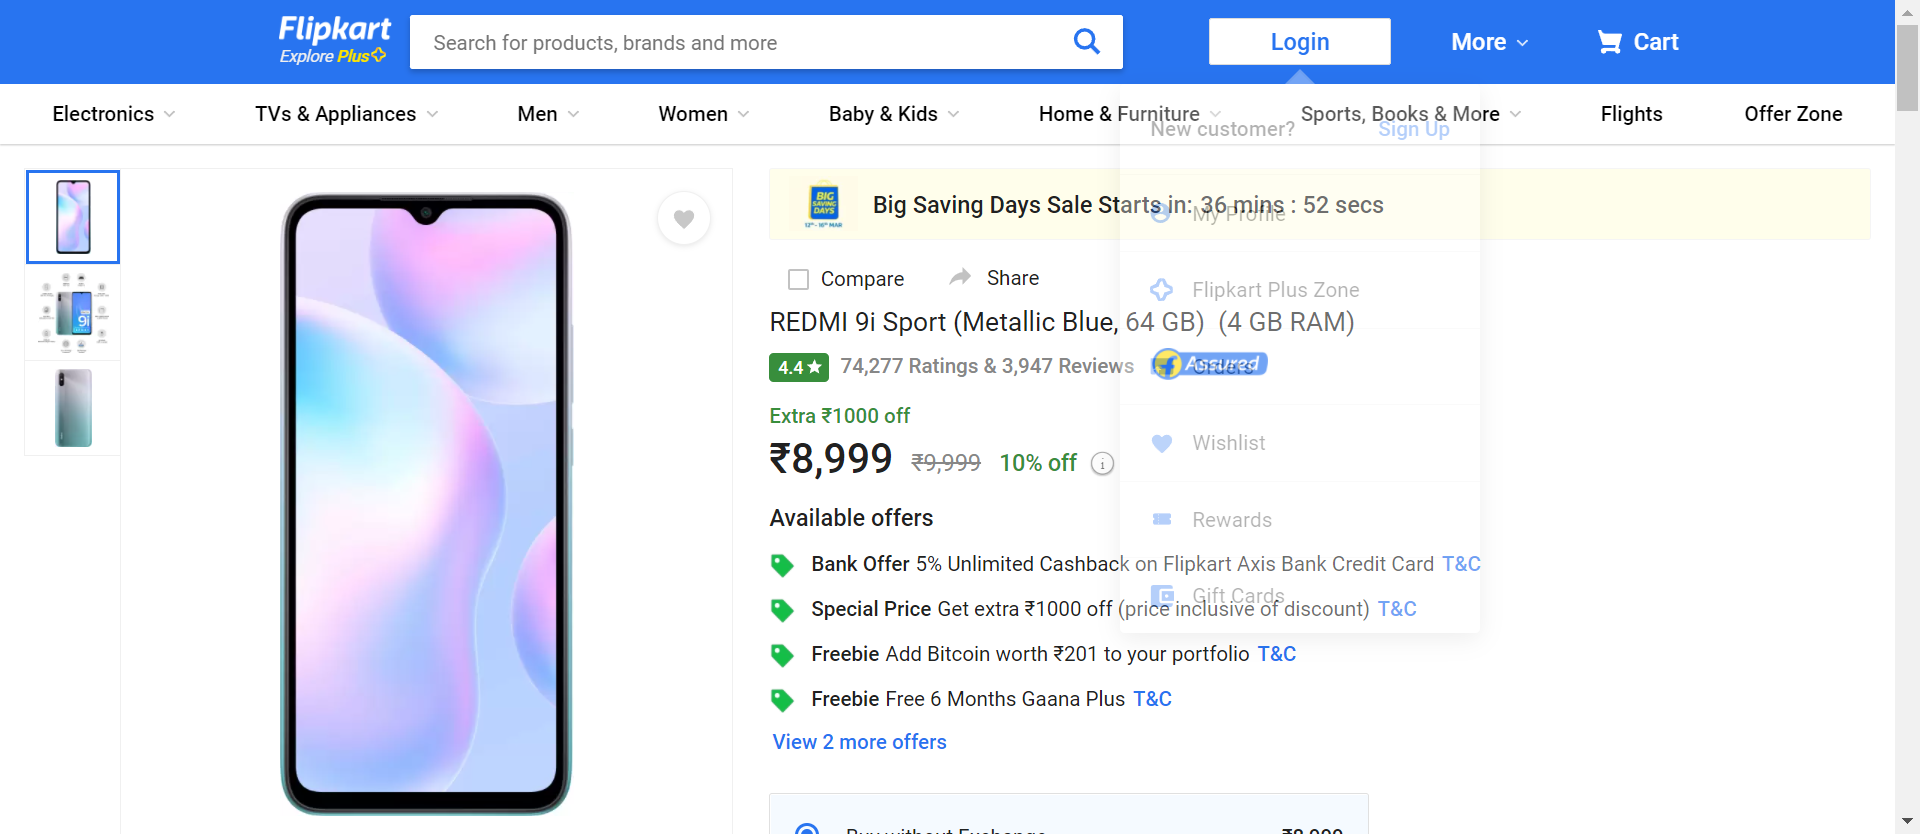 Flipkart
Explore Plus
Search for products, brands and more
Login
More
Cart
Electronics
TVs & Appliances
Men
Women
Baby & Kids
Home & Furniture
Sports, Books & More
Flights
Offer Zone
New customer?
Sign Up
BIG
SAVING
DAYS
Big Saving Days Sale Starts in: 36 mins : 52 secs
My Profile
Compare
Share
Flipkart Plus Zone
REDMI 9i Sport (Metallic Blue, 64 GB) (4 GB RAM)
4.4★
74,277 Ratings & 3,947 Reviews
Assured
Orders
Extra ₹1000 off
₹8,999
₹9,999
10% off
i
Wishlist
Available offers
Rewards
Bank Offer 5% Unlimited Cashback on Flipkart Axis Bank Credit Card T&C
Gift Cards
Special Price Get extra ₹1000 off (price inclusive of discount) T&C
Freebie Add Bitcoin worth ₹201 to your portfolio T&C
Freebie Free 6 Months Gaana Plus T&C
View 2 more offers
Buy without Exchange
₹8,999